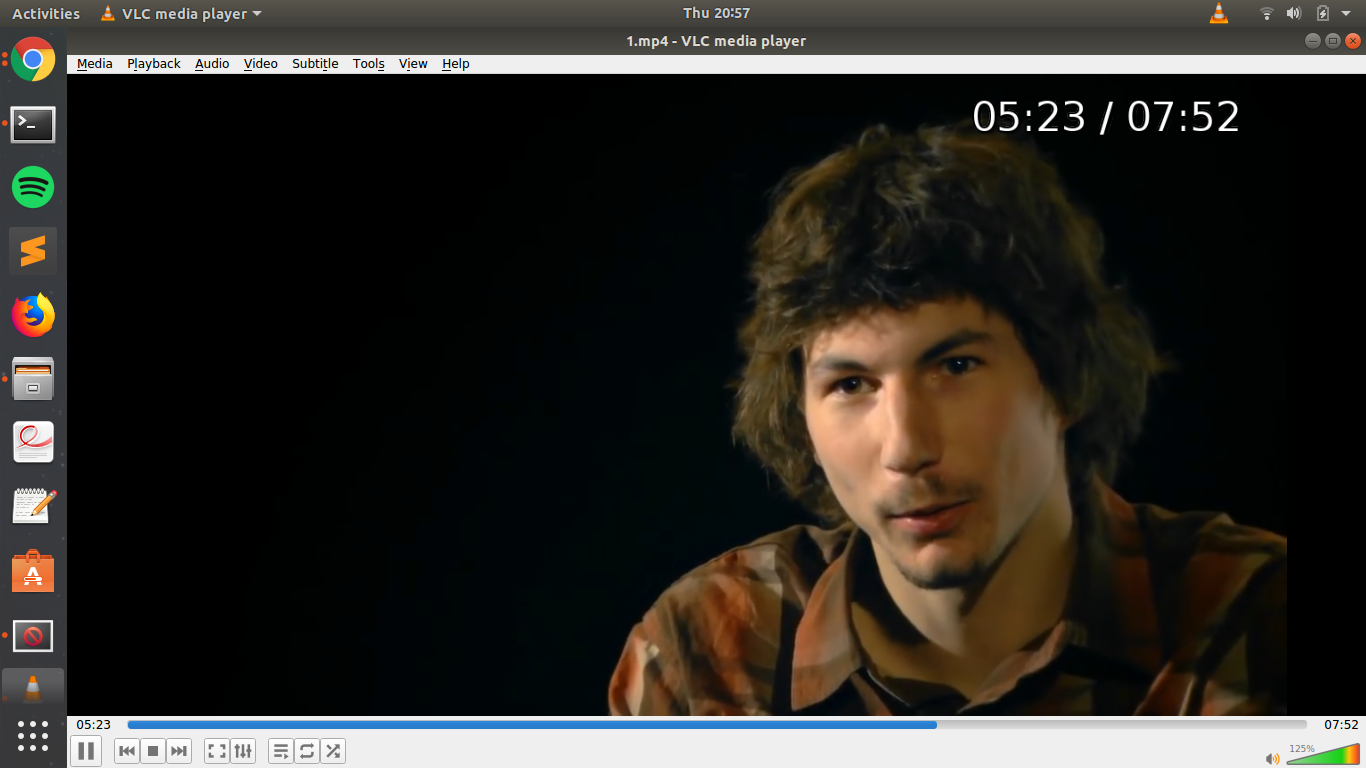 Activities VLC media player Thu 20:57
1.mp4 - VLC media player
Media Playback Audio Video Subtitle Tools View Help
05:23 / 07:52
05:23 07:52
125%